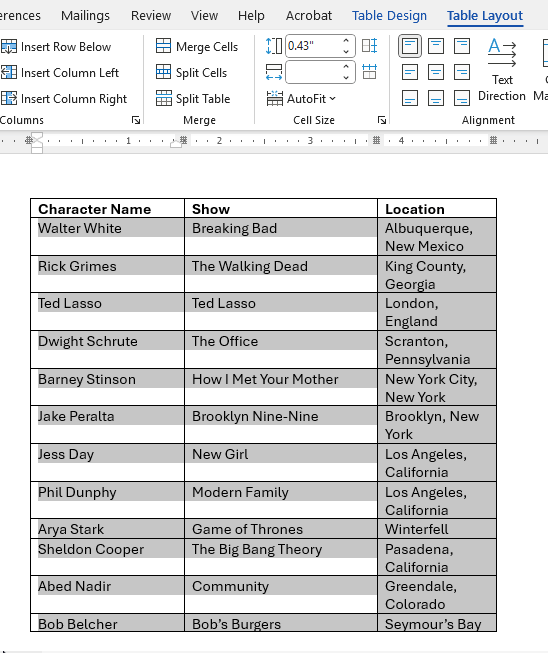 erences Mailings Review View Help Acrobat Table Design Table Layout
Insert Row Below Merge Cells 0.43"
Insert Column Left Split Cells Text
Insert Column Right Split Table AutoFit Direction Ma
Columns Merge Cell Size Alignment
1 2 3 4
Character Name Show Location
Walter White Breaking Bad Albuquerque,
New Mexico
Rick Grimes The Walking Dead King County,
Georgia
Ted Lasso Ted Lasso London,
England
Dwight Schrute The Office Scranton,
Pennsylvania
Barney Stinson How I Met Your Mother New York City,
New York
Jake Peralta Brooklyn Nine-Nine Brooklyn, New
York
Jess Day New Girl Los Angeles,
California
Phil Dunphy Modern Family Los Angeles,
California
Arya Stark Game of Thrones Winterfell
Sheldon Cooper The Big Bang Theory Pasadena,
California
Abed Nadir Community Greendale,
Colorado
Bob Belcher Bob’s Burgers Seymour’s Bay